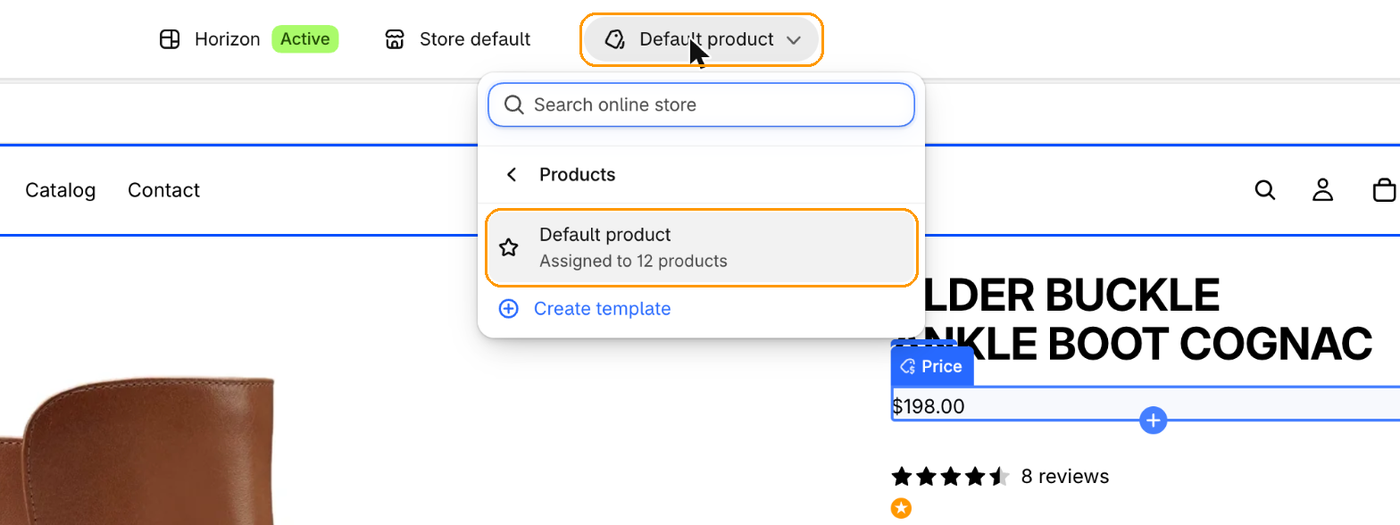 Horizon Active Store default Default product
Search online store
Products
Catalog Contact
Default product
Assigned to 12 products
Create template
LDER BUCKLE
NKLE BOOT COGNAC
Price
$198.00
8 reviews